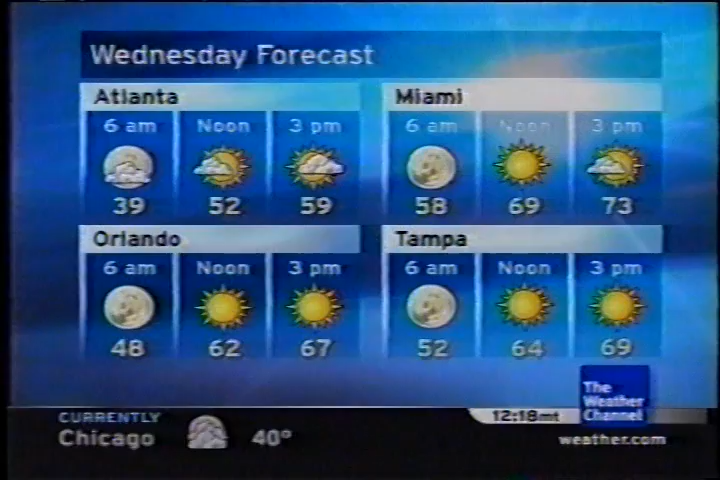 Wednesday Forecast
Atlanta
6 am Noon 3 pm
39 52 59
Miami
6 am Noon 3 pm
58 69 73
Orlando
6 am Noon 3 pm
48 62 67
Tampa
6 am Noon 3 pm
52 64 69
The
Weather
Channel
12:18mt
CURRENTLY
Chicago 40°
weather.com